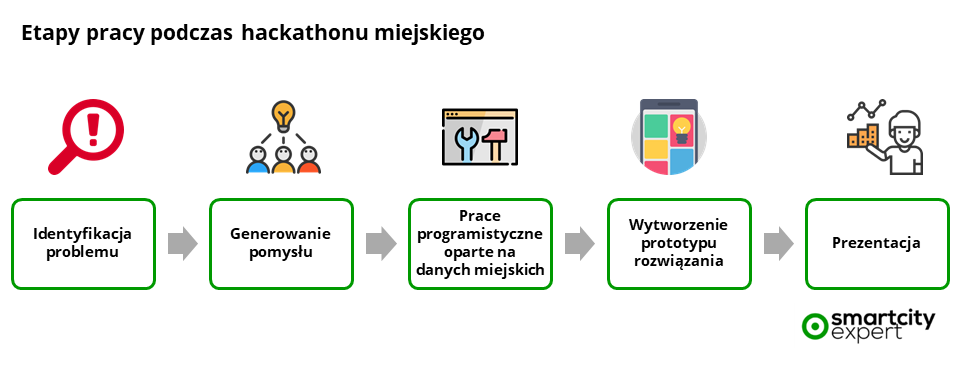 Etapy pracy podczas hackathonu miejskiego
Identyfikacja
problemu
Generowanie
pomysłu
Prace
programistyczne
oparte na
danych miejskich
Wytworzenie
prototypu
rozwiązania
Prezentacja
smartcity
expert